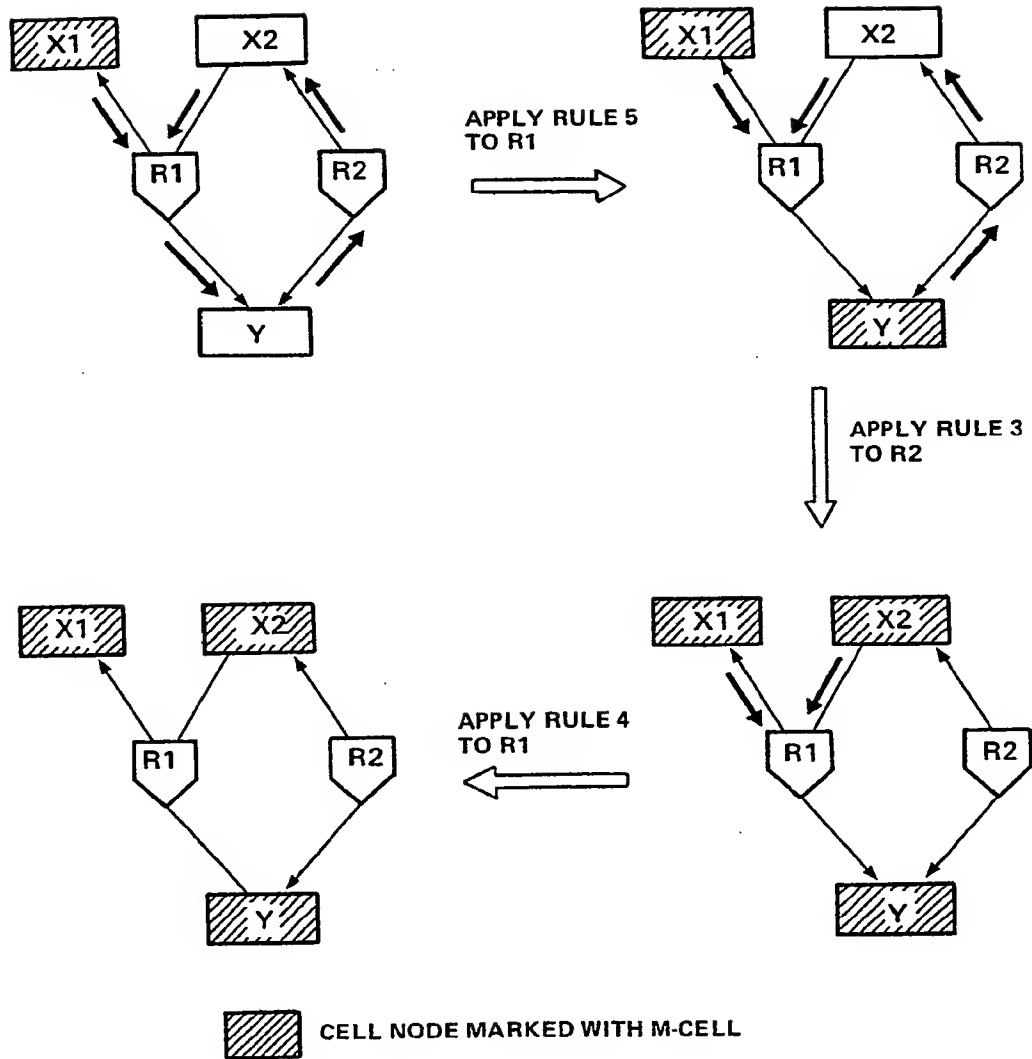 X1
X2
R1
R2
Y
APPLY RULE 5
TO R1
X1
X2
R1
R2
Y
APPLY RULE 3
TO R2
X1
X2
R1
R2
Y
APPLY RULE 4
TO R1
X1
X2
R1
R2
Y
CELL NODE MARKED WITH M-CELL